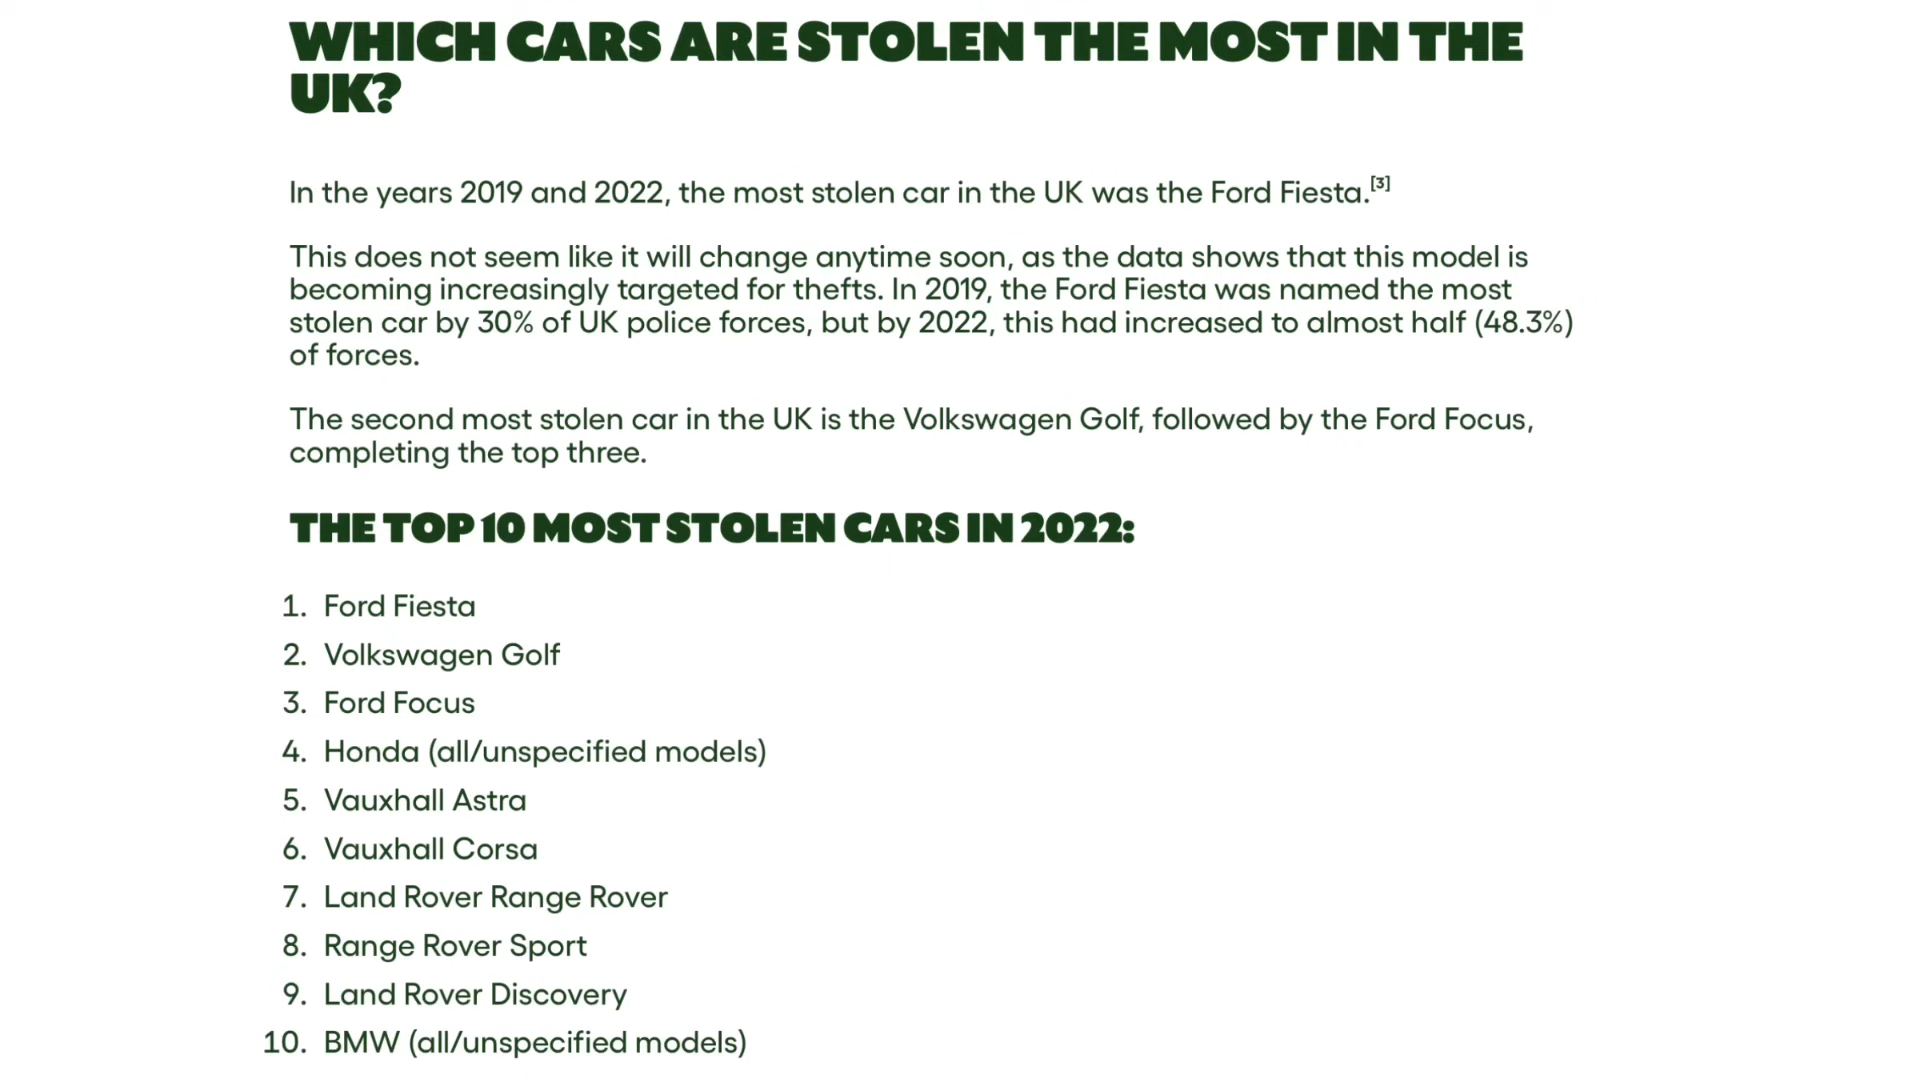 WHICH CARS ARE STOLEN THE MOST IN THE
UK?
In the years 2019 and 2022, the most stolen car in the UK was the Ford Fiesta.[3]
This does not seem like it will change anytime soon, as the data shows that this model is
becoming increasingly targeted for thefts. In 2019, the Ford Fiesta was named the most
stolen car by 30% of UK police forces, but by 2022, this had increased to almost half (48.3%)
of forces.
The second most stolen car in the UK is the Volkswagen Golf, followed by the Ford Focus,
completing the top three.
THE TOP 10 MOST STOLEN CARS IN 2022:
1. Ford Fiesta
2. Volkswagen Golf
3. Ford Focus
4. Honda (all/unspecified models)
5. Vauxhall Astra
6. Vauxhall Corsa
7. Land Rover Range Rover
8. Range Rover Sport
9. Land Rover Discovery
10. BMW (all/unspecified models)